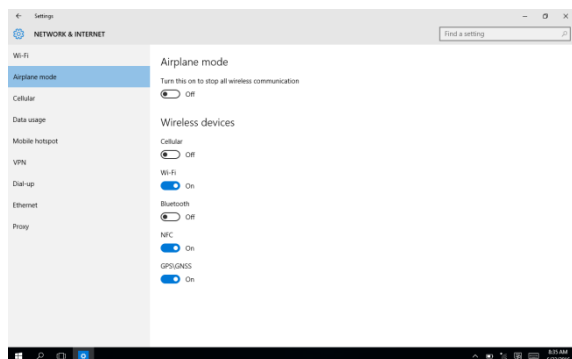 Settings
NETWORK & INTERNET
Find a setting
Wi-Fi
Airplane mode
Cellular
Data usage
Mobile hotspot
VPN
Dial-up
Ethernet
Proxy
Airplane mode
Turn this on to stop all wireless communication
Off
Wireless devices
Cellular
Off
Wi-Fi
On
Bluetooth
Off
NFC
On
GPS\GNSS
On
8:35 AM